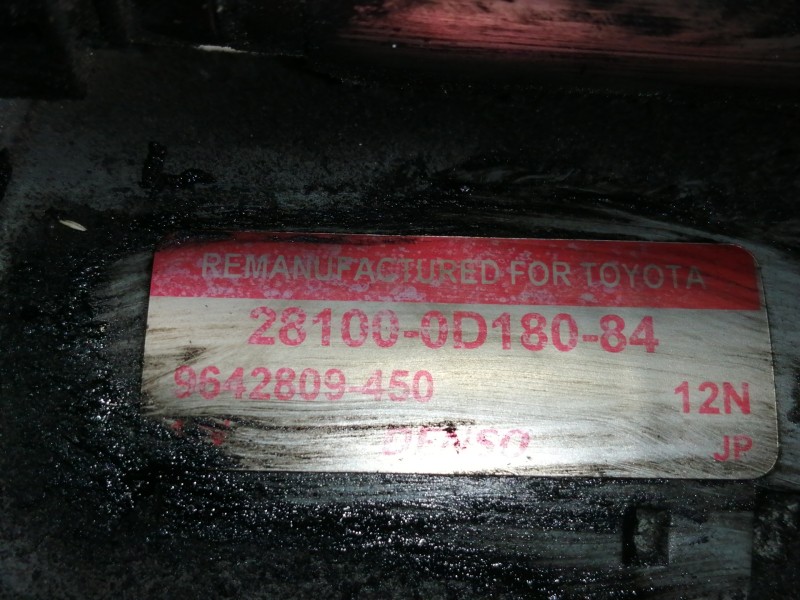 REMANUFACTURED FOR TOYOTA
28100-0D180-84
9642809-450 12N
DENSO JP